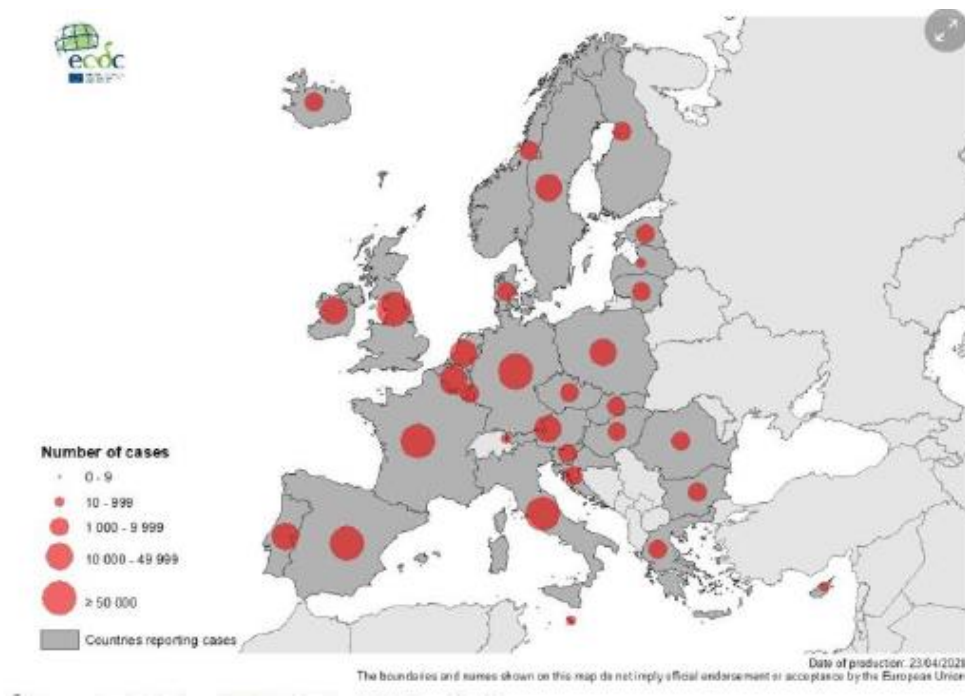 ecdc
Number of cases
0 - 9
10 - 999
1 000 - 9 999
10 000 - 49 999
≥ 50 000
Countries reporting cases
Date of production: 23/04/202
The boundaries and names shown on this map do not imply official endorsement or acceptance by the European Union